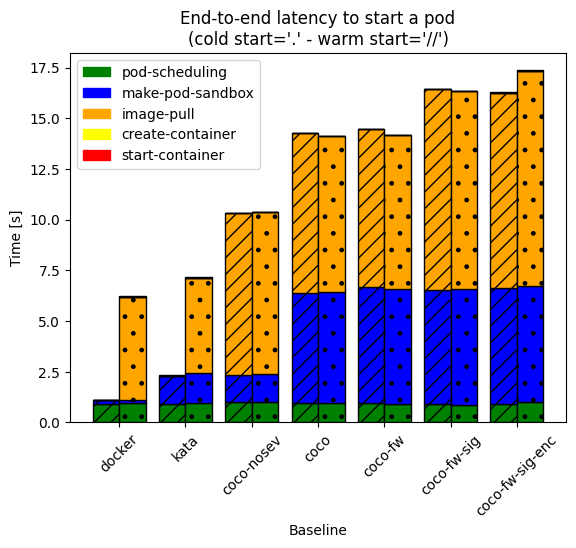 End-to-end latency to start a pod
(cold start='.' - warm start='//')
pod-scheduling
make-pod-sandbox
image-pull
create-container
start-container
Time [s]
17.5
15.0
12.5
10.0
7.5
5.0
2.5
0.0
docker
kata
coco-nosev
coco
coco-fw
coco-fw-sig
coco-fw-sig-enc
Baseline